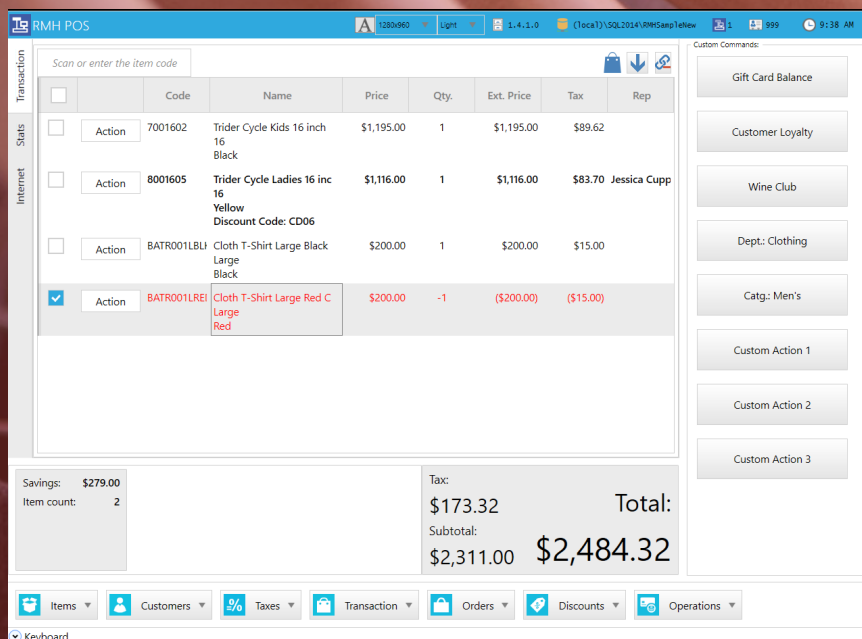 RMH POS
A 1280x960 Light 1.4.1.0 (local)\SQL2014\RMHSampleNew 1 999 9:38 AM
Transaction
Stats
Internet
Scan or enter the item code
Code Name Price Qty. Ext. Price Tax Rep
Action 7001602 Trider Cycle Kids 16 inch $1,195.00 1 $1,195.00 $89.62
16
Black
Action 8001605 Trider Cycle Ladies 16 inc $1,116.00 1 $1,116.00 $83.70 Jessica Cupp
16
Yellow
Discount Code: CD06
Action BATR001LBLK Cloth T-Shirt Large Black $200.00 1 $200.00 $15.00
Large
Black
Action BATR001LREI Cloth T-Shirt Large Red C $200.00 -1 ($200.00) ($15.00)
Large
Red
Custom Commands:
Gift Card Balance
Customer Loyalty
Wine Club
Dept.: Clothing
Catg.: Men's
Custom Action 1
Custom Action 2
Custom Action 3
Savings: $279.00
Item count: 2
Tax:
$173.32
Subtotal:
$2,311.00
Total:
$2,484.32
Items Customers Taxes Transaction Orders Discounts Operations
Keyboard